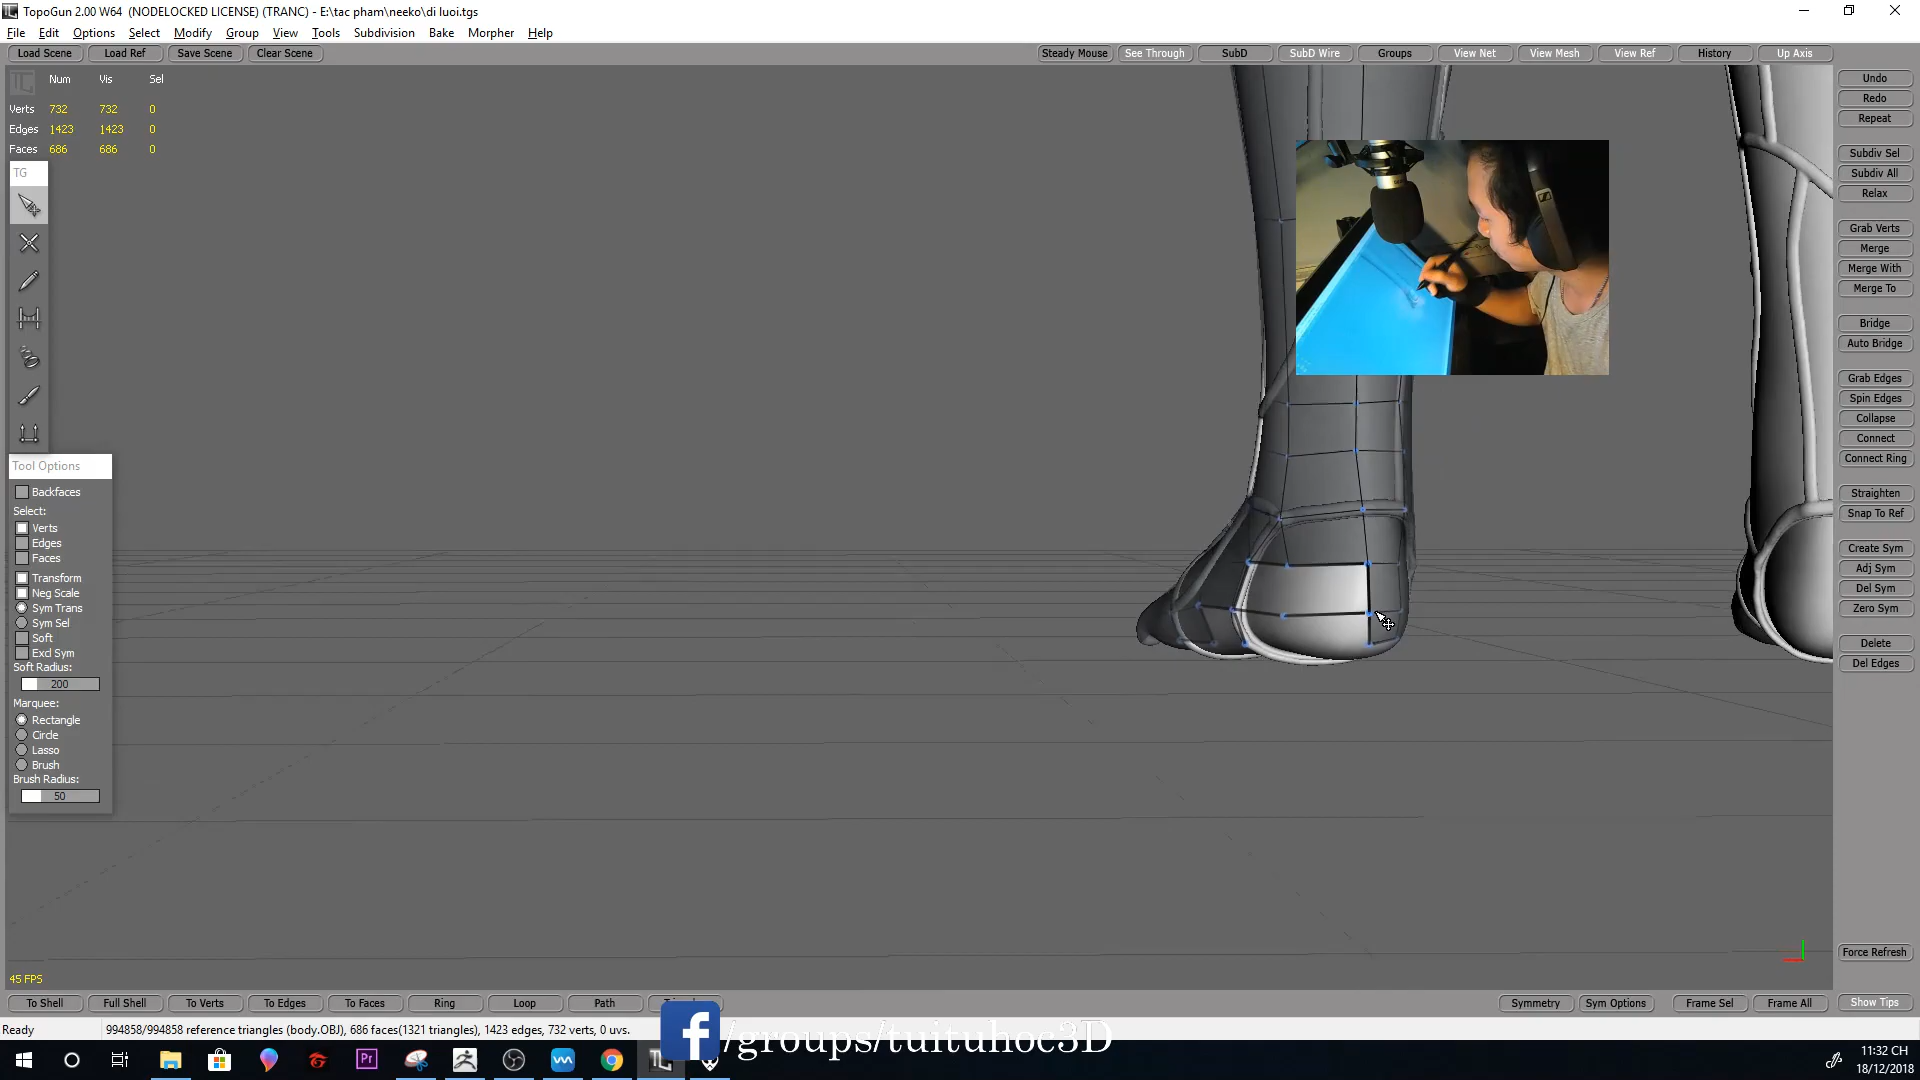 TopoGun 2.00 W64 (NODELOCKED LICENSE) (TRANC) - E:\tac pham\neeko\di luoi.tgs
File Edit Options Select Modify Group View Tools Subdivision Bake Morpher Help
Load Scene Load Ref Save Scene Clear Scene Steady Mouse See Through SubD SubD Wire Groups View Net View Mesh View Ref History Up Axis
Num Vis Sel
Verts 732 732 0
Edges 1423 1423 0
Faces 686 686 0
TG
Tool Options
Backfaces
Select:
Verts
Edges
Faces
Transform
Neg Scale
Sym Trans
Sym Sel
Soft
Excl Sym
Soft Radius:
200
Marquee:
Rectangle
Circle
Lasso
Brush
Brush Radius:
50
Undo
Redo
Repeat
Subdiv Sel
Subdiv All
Relax
Grab Verts
Merge
Merge With
Merge To
Bridge
Auto Bridge
Grab Edges
Spin Edges
Collapse
Connect
Connect Ring
Straighten
Snap To Ref
Create Sym
Adj Sym
Del Sym
Zero Sym
Delete
Del Edges
Force Refresh
45 FPS
To Shell Full Shell To Verts To Edges To Faces Ring Loop Path Symmetry Sym Options Frame Sel Frame All Show Tips
Ready 994858/994858 reference triangles (body.OBJ), 686 faces(1321 triangles), 1423 edges, 732 verts, 0 uvs.
/groups/tuituhoc3D
11:32 CH
18/12/2018